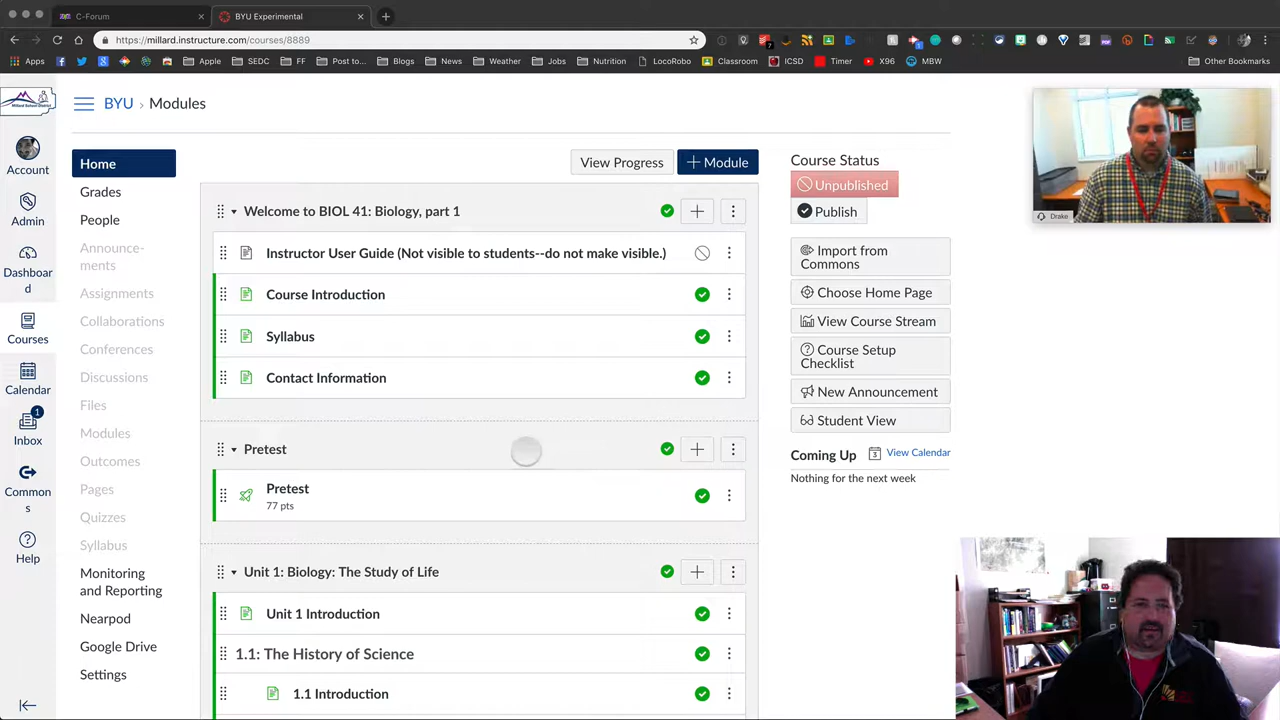 C-Forum
BYU Experimental
https://millard.instructure.com/courses/8889
Apps
Apple
SEDC
FF
Post to...
Blogs
News
Weather
Jobs
Nutrition
LocoRobo
Classroom
ICSD
Timer
X96
MBW
Other Bookmarks
BYU › Modules
Account
Admin
Dashboar
d
Courses
Calendar
1
Inbox
Common
s
Help
Home
Grades
People
Announce-
ments
Assignments
Collaborations
Conferences
Discussions
Files
Modules
Outcomes
Pages
Quizzes
Syllabus
Monitoring
and Reporting
Nearpod
Google Drive
Settings
View Progress
+ Module
Welcome to BIOL 41: Biology, part 1
Instructor User Guide (Not visible to students--do not make visible.)
Course Introduction
Syllabus
Contact Information
Pretest
Pretest
77 pts
Unit 1: Biology: The Study of Life
Unit 1 Introduction
1.1: The History of Science
1.1 Introduction
Course Status
Unpublished
Publish
Import from
Commons
Choose Home Page
View Course Stream
Course Setup
Checklist
New Announcement
Student View
Coming Up
3
View Calendar
Nothing for the next week
Drake